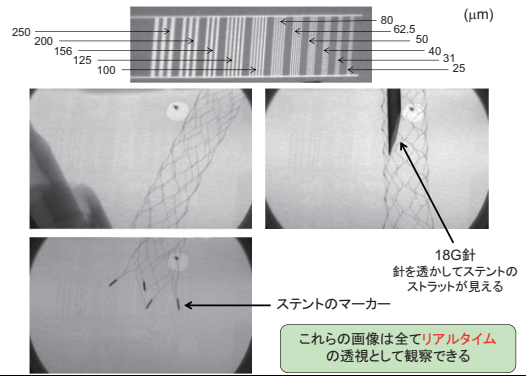 (μm)
250
200
156
125
100
80
62.5
50
40
31
25
18G針
針を透かしてステントの
ストラットが見える
ステントのマーカー
これらの画像は全てリアルタイム
の透視として観察できる